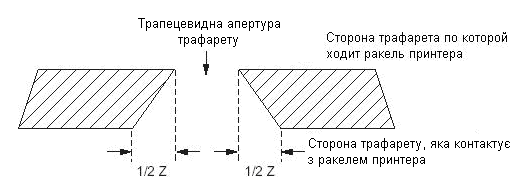 Трапецевидна апертура
трафарету
Сторона трафарета по которой
ходит ракель принтера
Сторона трафарету, яка контактує
з ракелем принтера
1/2 Z
1/2 Z